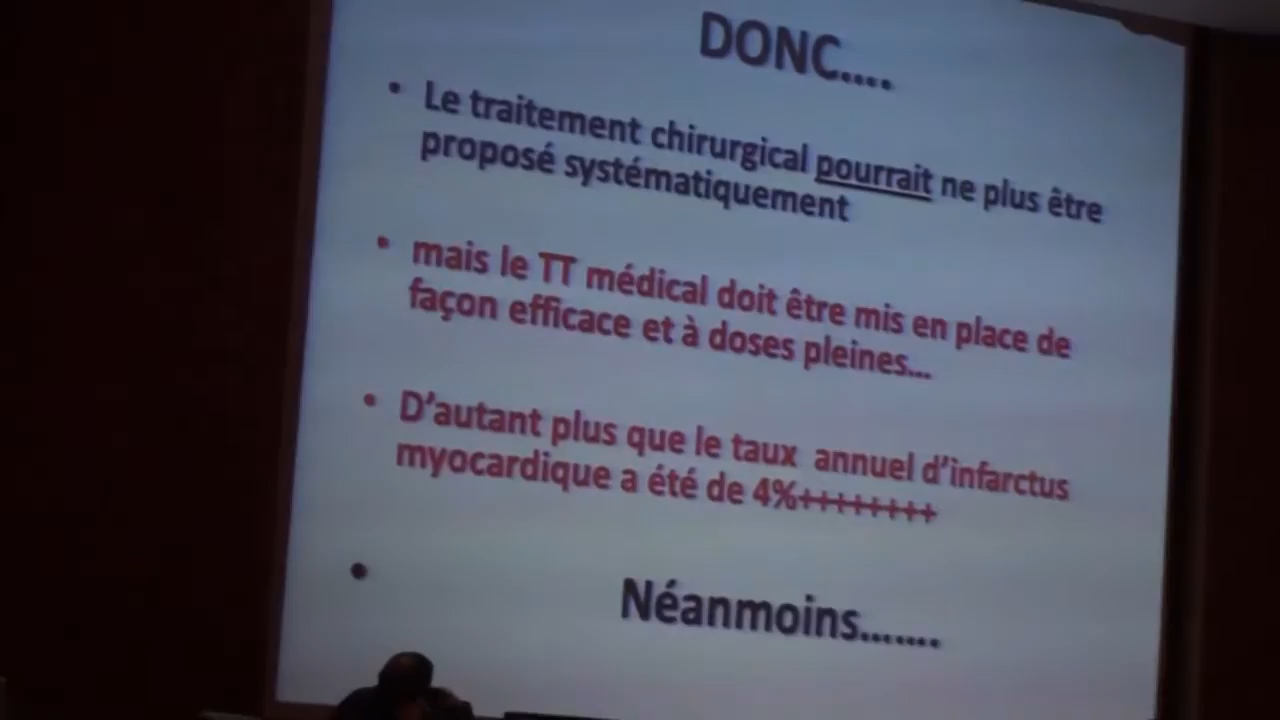 DONC....
• Le traitement chirurgical pourrait ne plus être
proposé systématiquement
• mais le TT médical doit être mis en place de
façon efficace et à doses pleines...
• D'autant plus que le taux annuel d'infarctus
myocardique a été de 4%++++++++
• Néanmoins.......